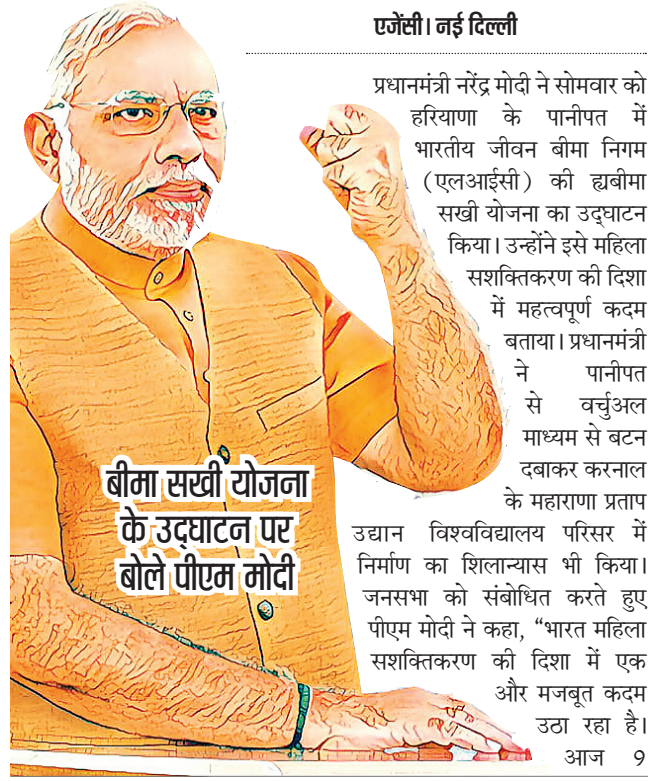 एजेंसी। नई दिल्ली
प्रधानमंत्री नरेंद्र मोदी ने सोमवार को
हरियाणा के पानीपत में
भारतीय जीवन बीमा निगम
(एलआईसी) की ह्यबीमा
सखी योजना का उद्घाटन
किया। उन्होंने इसे महिला
सशक्तिकरण की दिशा
में महत्वपूर्ण कदम
बताया। प्रधानमंत्री
ने पानीपत
से वर्चुअल
माध्यम से बटन
दबाकर करनाल
के महाराणा प्रताप
उद्यान विश्वविद्यालय परिसर में
निर्माण का शिलान्यास भी किया।
जनसभा को संबोधित करते हुए
पीएम मोदी ने कहा, “भारत महिला
सशक्तिकरण की दिशा में एक
और मजबूत कदम
उठा रहा है।
आज 9
बीमा सखी योजना
के उद्घाटन पर
बोले पीएम मोदी